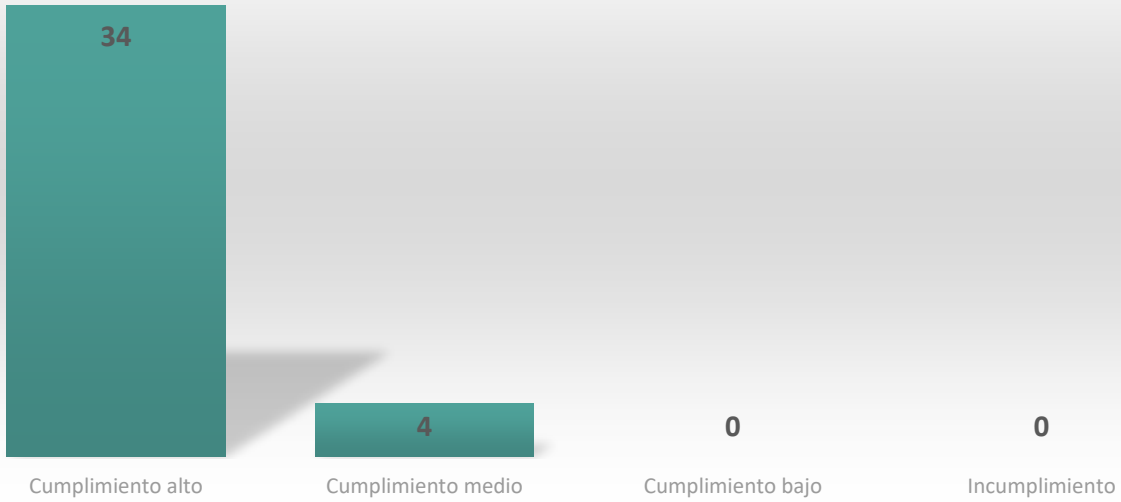 34
4
0
0
Cumplimiento alto
Cumplimiento medio
Cumplimiento bajo
Incumplimiento